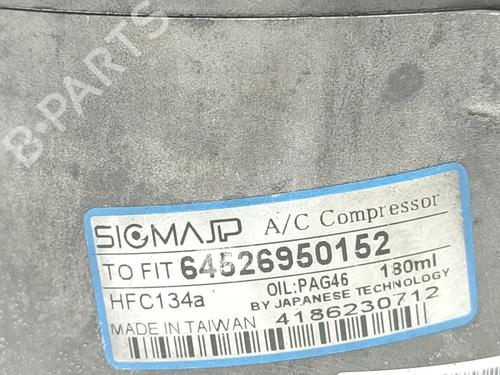 B-PARTS
SIGMAJP A/C Compressor
TO FIT 64526950152
HFC134a OIL:PAG46 180ml
BY JAPANESE TECHNOLOGY
MADE IN TAIWAN 4186230712